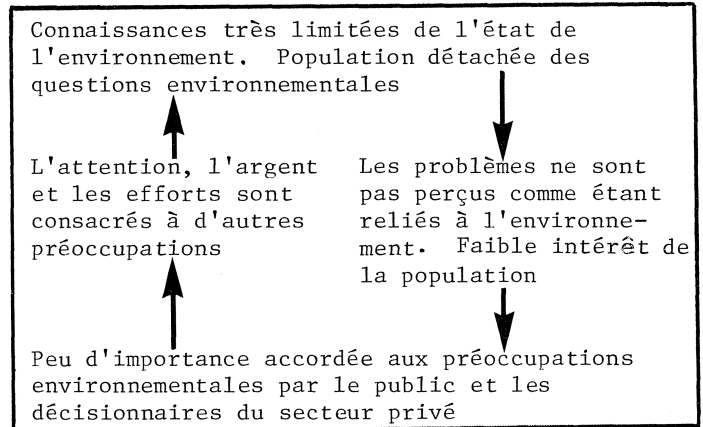 Connaissances très limitées de l'état de
l'environnement. Population détachée des
questions environnementales
L'attention, l'argent
et les efforts sont
consacrés à d'autres
préoccupations
Les problèmes ne sont
pas perçus comme étant
reliés à l'environne-
ment. Faible intérêt de
la population
Peu d'importance accordée aux préoccupations
environnementales par le public et les
décisionnaires du secteur privé